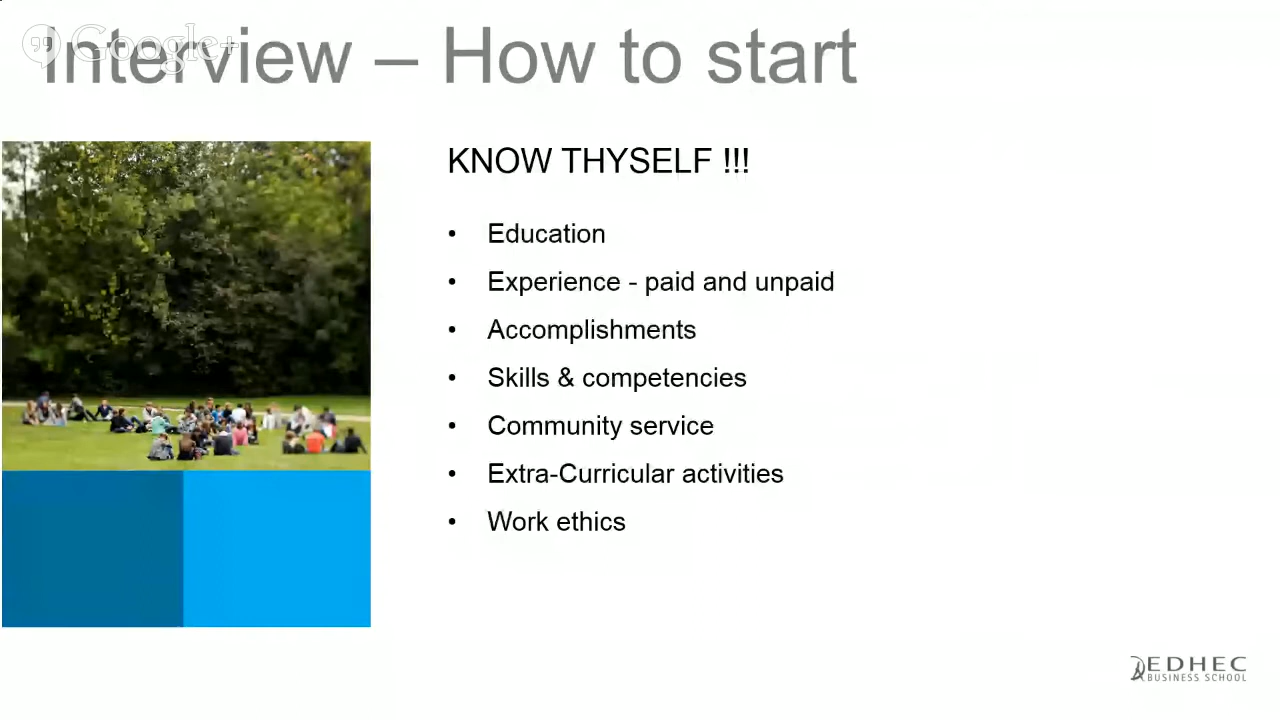 Interview – How to start
Google+
KNOW THYSELF !!!
• Education
• Experience - paid and unpaid
• Accomplishments
• Skills & competencies
• Community service
• Extra-Curricular activities
• Work ethics
EDHEC
BUSINESS SCHOOL